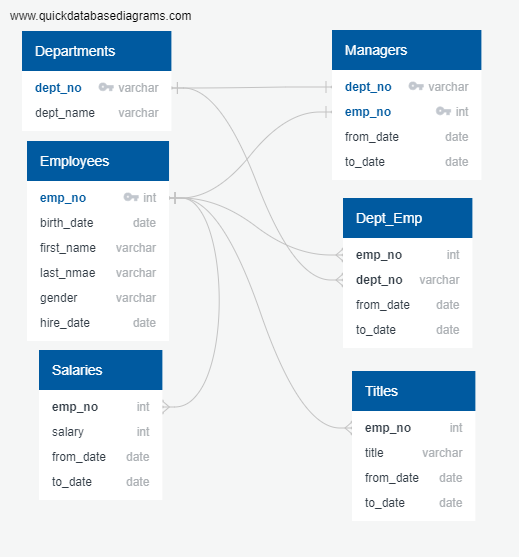 www.quickdatabasediagrams.com
Departments
dept_no varchar
dept_name varchar
Employees
emp_no int
birth_date date
first_name varchar
last_nmae varchar
gender varchar
hire_date date
Salaries
emp_no int
salary int
from_date date
to_date date
Managers
dept_no varchar
emp_no int
from_date date
to_date date
Dept_Emp
emp_no int
dept_no varchar
from_date date
to_date date
Titles
emp_no int
title varchar
from_date date
to_date date